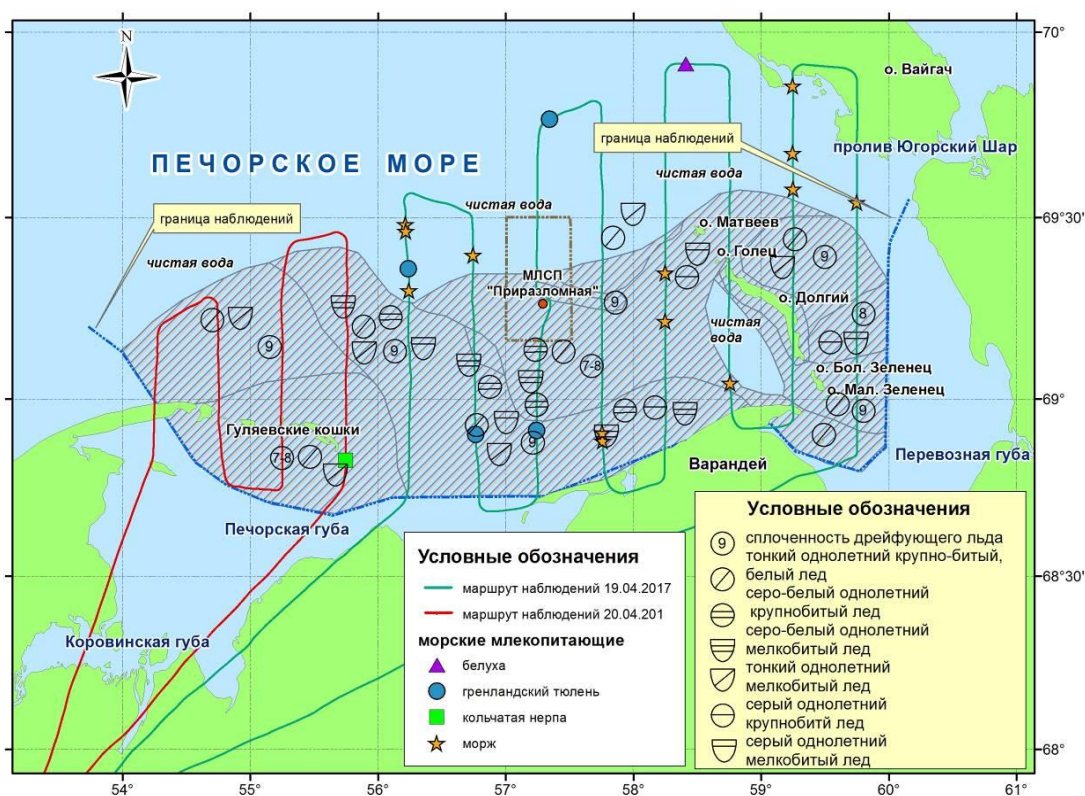 N
70°
о. Вайгач
граница наблюдений
пролив Югорский Шар
ПЕЧОРСКОЕ МОРЕ
чистая вода
чистая вода
граница наблюдений
69°30'
о. Матвеев
о. Голец
чистая вода
МЛСП
"Приразломная"
9
о. Долгий
9
8
чистая вода
9
9
7-8
о. Бол. Зеленец
о. Мал. Зеленец
69°
9
Гуляевские кошки
9
7-8
Варандей
Перевозная губа
Печорская губа
68°30'
Коровинская губа
68°
Условные обозначения
маршрут наблюдений 19.04.2017
маршрут наблюдений 20.04.201
морские млекопитающие
белуха
гренландский тюлень
кольчатая нерпа
морж
Условные обозначения
9 сплоченность дрейфующего льда
тонкий однолетний крупно-битый,
белый лед
серо-белый однолетний
крупнобитый лед
серо-белый однолетний
мелкобитый лед
тонкий однолетний
мелкобитый лед
серый однолетний
крупнобитй лед
серый однолетний
мелкобитый лед
54° 55° 56° 57° 58° 59° 60° 61°